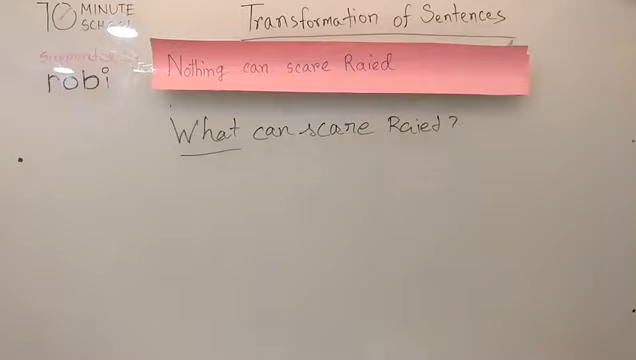 10 MINUTE SCHOOL
Transformation of Sentences
robi
Nothing can scare Raied
What can scare Raied?